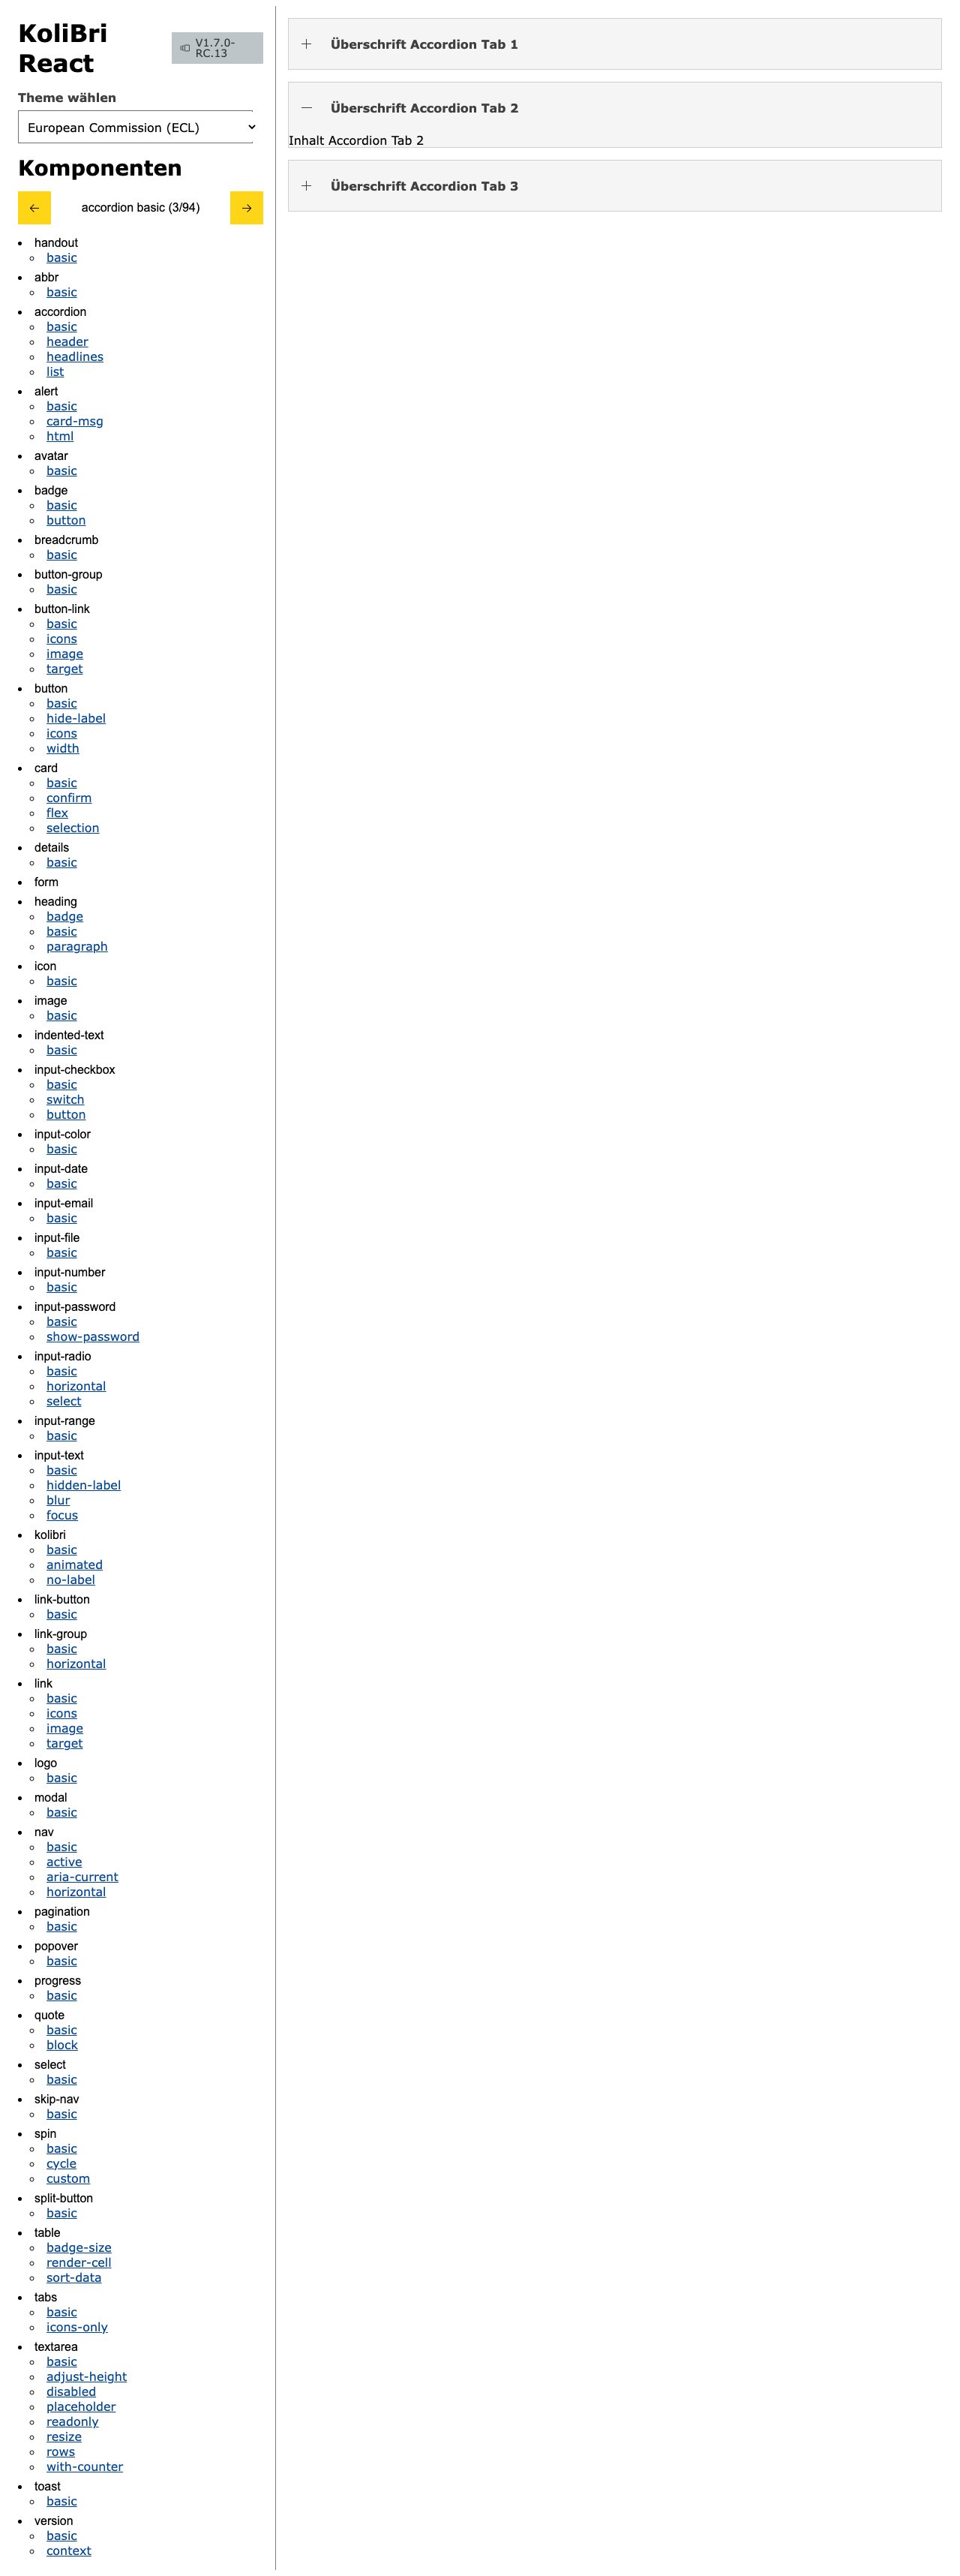 KoliBri
React
V1.7.0-
RC.13
Theme wählen
European Commission (ECL)
Komponenten
← accordion basic (3/94) →
handout
basic
abbr
basic
accordion
basic
header
headlines
list
alert
basic
card-msg
html
avatar
basic
badge
basic
button
breadcrumb
basic
button-group
basic
button-link
basic
icons
image
target
button
basic
hide-label
icons
width
card
basic
confirm
flex
selection
details
basic
form
heading
badge
basic
paragraph
icon
basic
image
basic
indented-text
basic
input-checkbox
basic
switch
button
input-color
basic
input-date
basic
input-email
basic
input-file
basic
input-number
basic
input-password
basic
show-password
input-radio
basic
horizontal
select
input-range
basic
input-text
basic
hidden-label
blur
focus
kolibri
basic
animated
no-label
link-button
basic
link-group
basic
horizontal
link
basic
icons
image
target
logo
basic
modal
basic
nav
basic
active
aria-current
horizontal
pagination
basic
popover
basic
progress
basic
quote
basic
block
select
basic
skip-nav
basic
spin
basic
cycle
custom
split-button
basic
table
badge-size
render-cell
sort-data
tabs
basic
icons-only
textarea
basic
adjust-height
disabled
placeholder
readonly
resize
rows
with-counter
toast
basic
version
basic
context
Überschrift Accordion Tab 1
Überschrift Accordion Tab 2
Inhalt Accordion Tab 2
Überschrift Accordion Tab 3